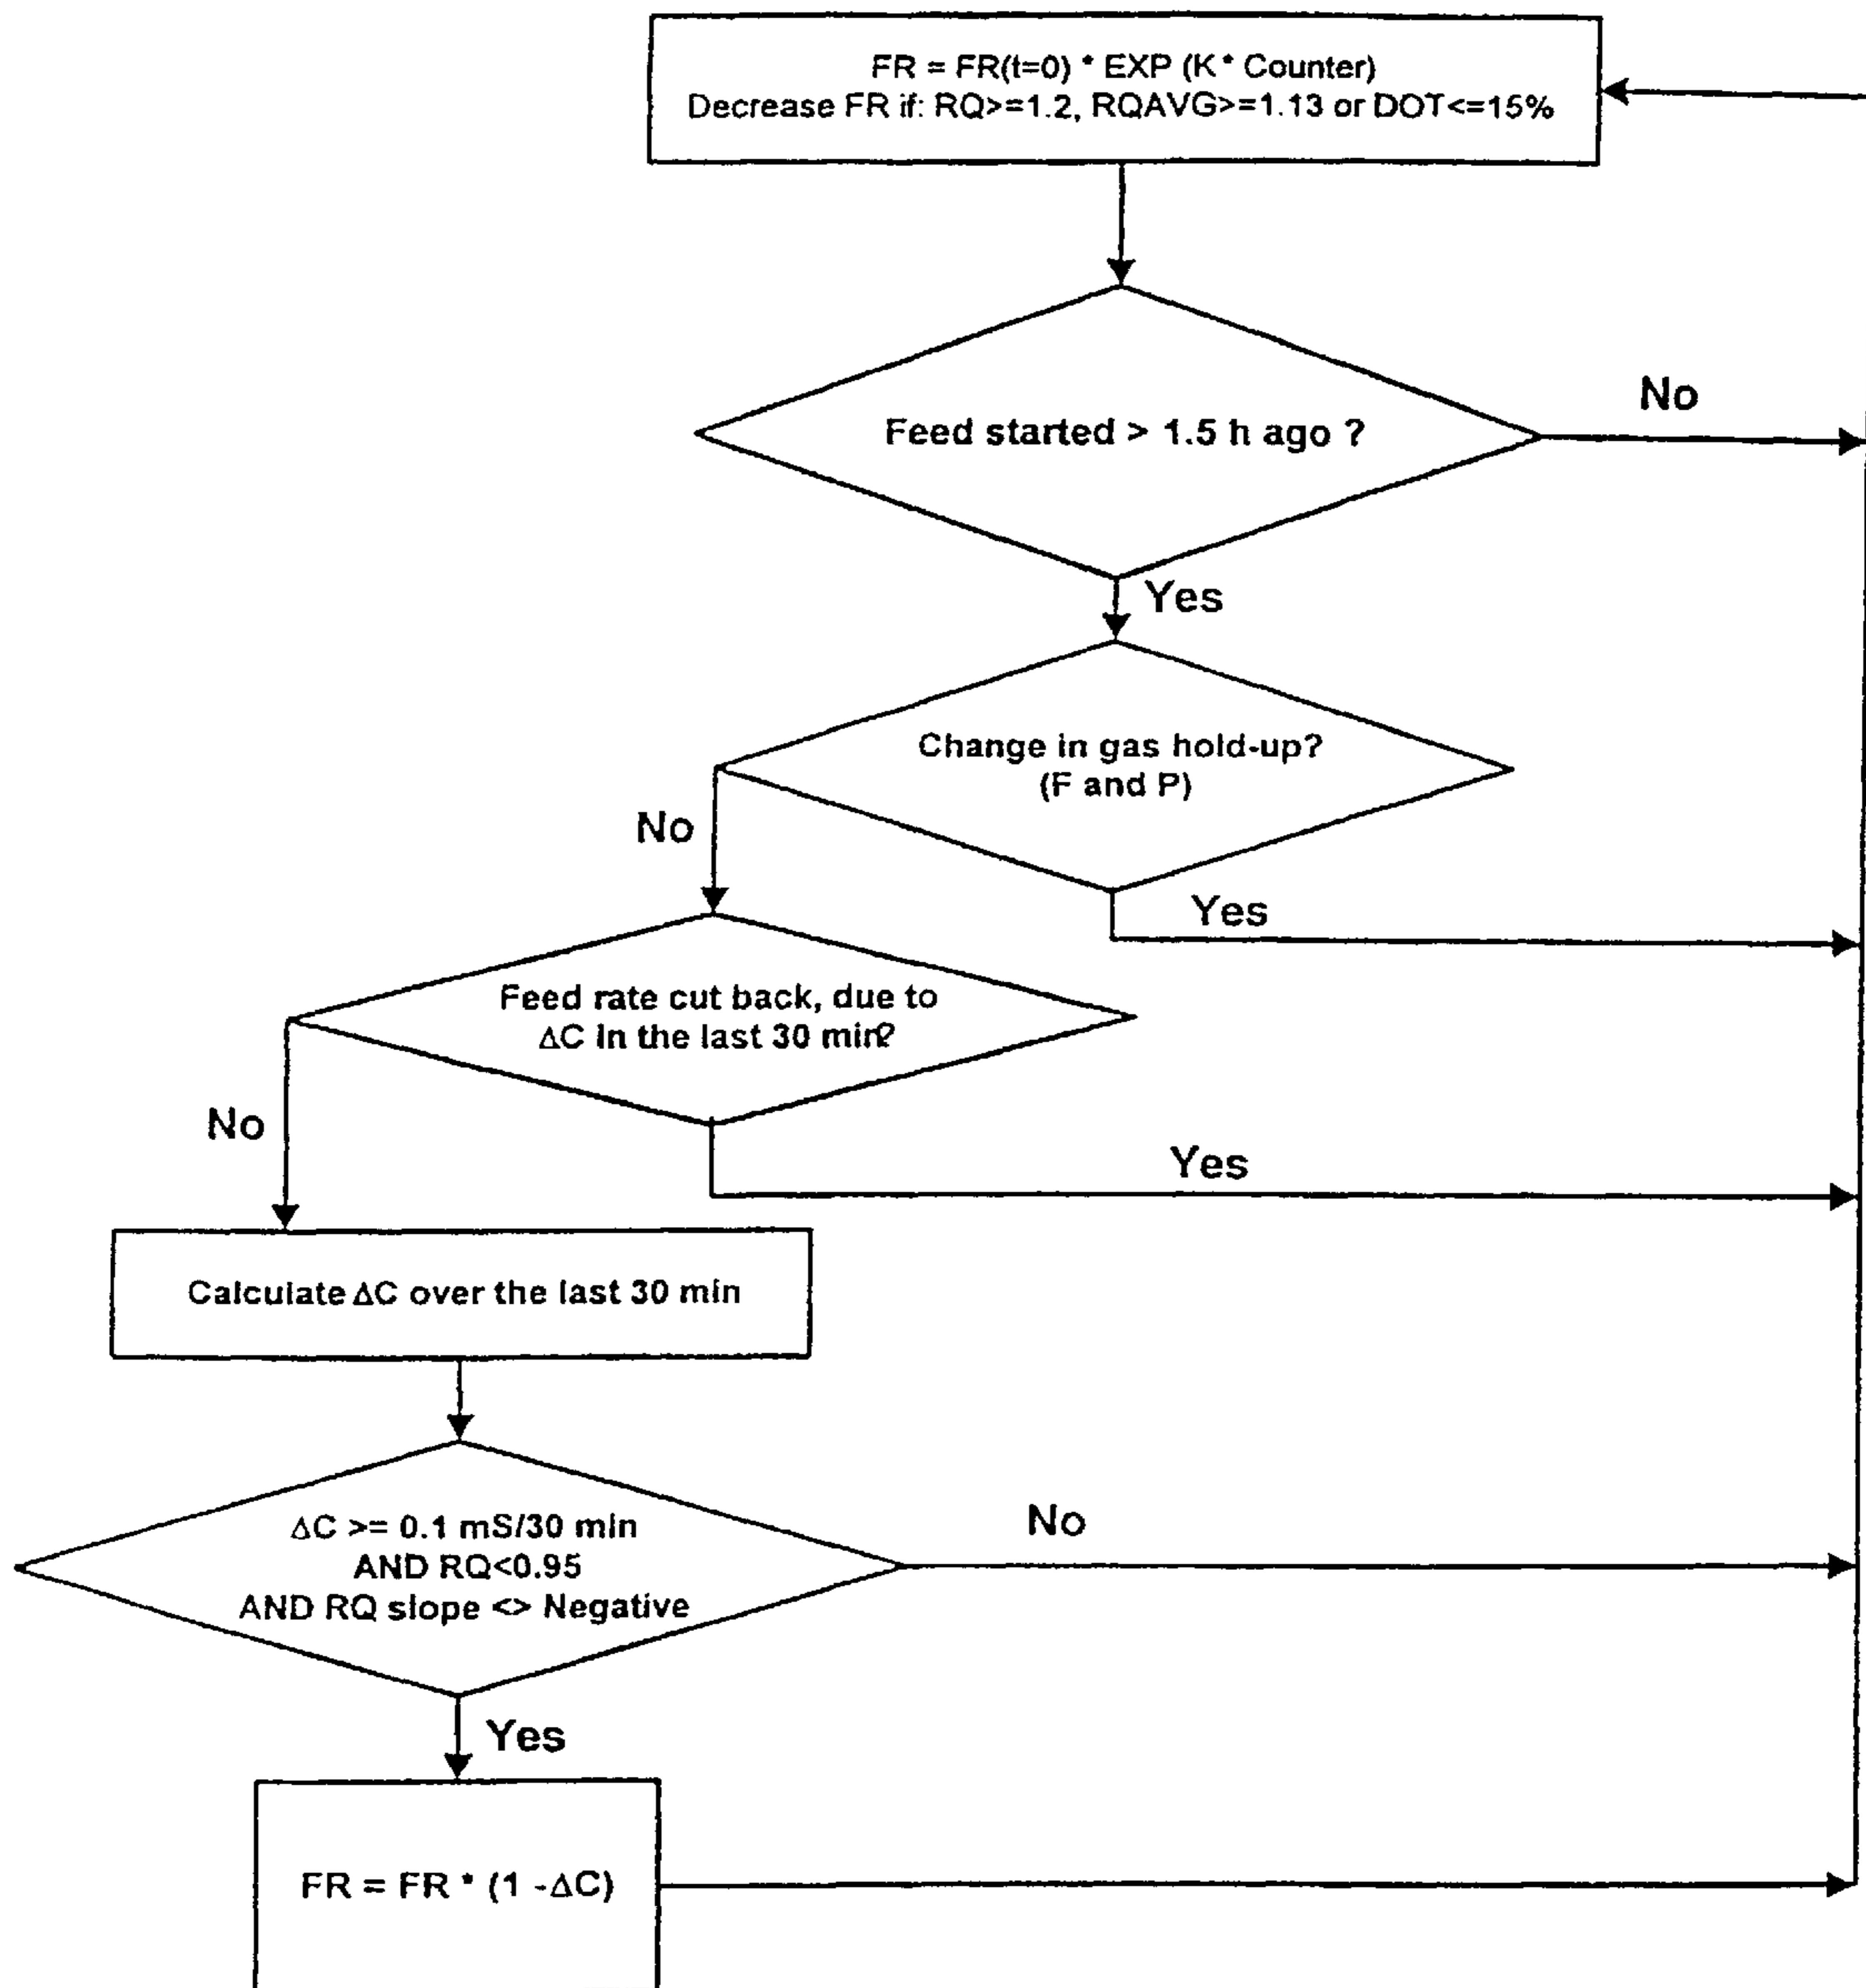 FR = FR(t=0) * EXP (K* Counter)
Decrease FR if: RQ>=1.2, RQAVG>=1.13 or DOT<=15%
Feed started > 1.5 h ago ?
No
Yes
Change in gas hold-up?
(F and P)
No
Yes
Feed rate cut back, due to
ΔC in the last 30 min?
No
Yes
Calculate ΔC over the last 30 min
ΔC >= 0.1 mS/30 min
AND RQ<0.95
AND RQ slope <> Negative
No
Yes
FR = FR * (1 -ΔC)